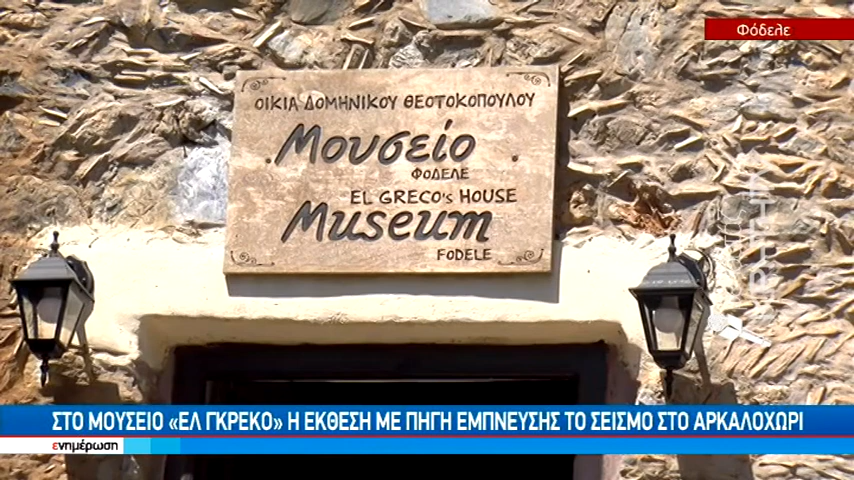 Φόδελε
ΟΙΚΙΑ ΔΟΜΗΝΙΚΟΥ ΘΕΟΤΟΚΟΠΟΥΛΟΥ
Μουσείο
ΦΟΔΕΛΕ
EL GRECO's HOUSE
Museum
FODELE
ΣΤΟ ΜΟΥΣΕΙΟ «ΕΛ ΓΚΡΕΚΟ» Η ΕΚΘΕΣΗ ΜΕ ΠΗΓΗ ΕΜΠΝΕΥΣΗΣ ΤΟ ΣΕΙΣΜΟ ΣΤΟ ΑΡΚΑΛΟΧΩΡΙ
ενημέρωση